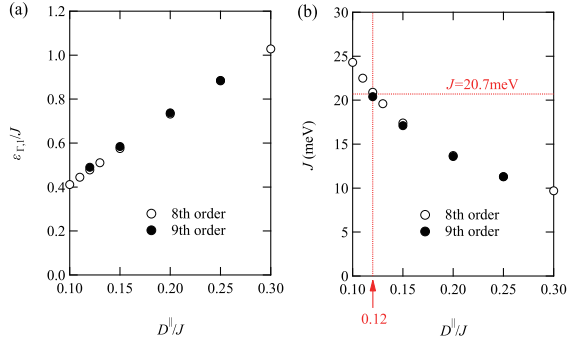 (a)
1.2
1.0
0.8
0.6
0.4
0.2
0.0
ε Γ,1/J
8th order
9th order
0.10 0.15 0.20 0.25 0.30
D∥/J
(b)
30
25
20
15
10
5
0
J (meV)
J=20.7meV
8th order
9th order
0.10 0.15 0.20 0.25 0.30
0.12
D∥/J